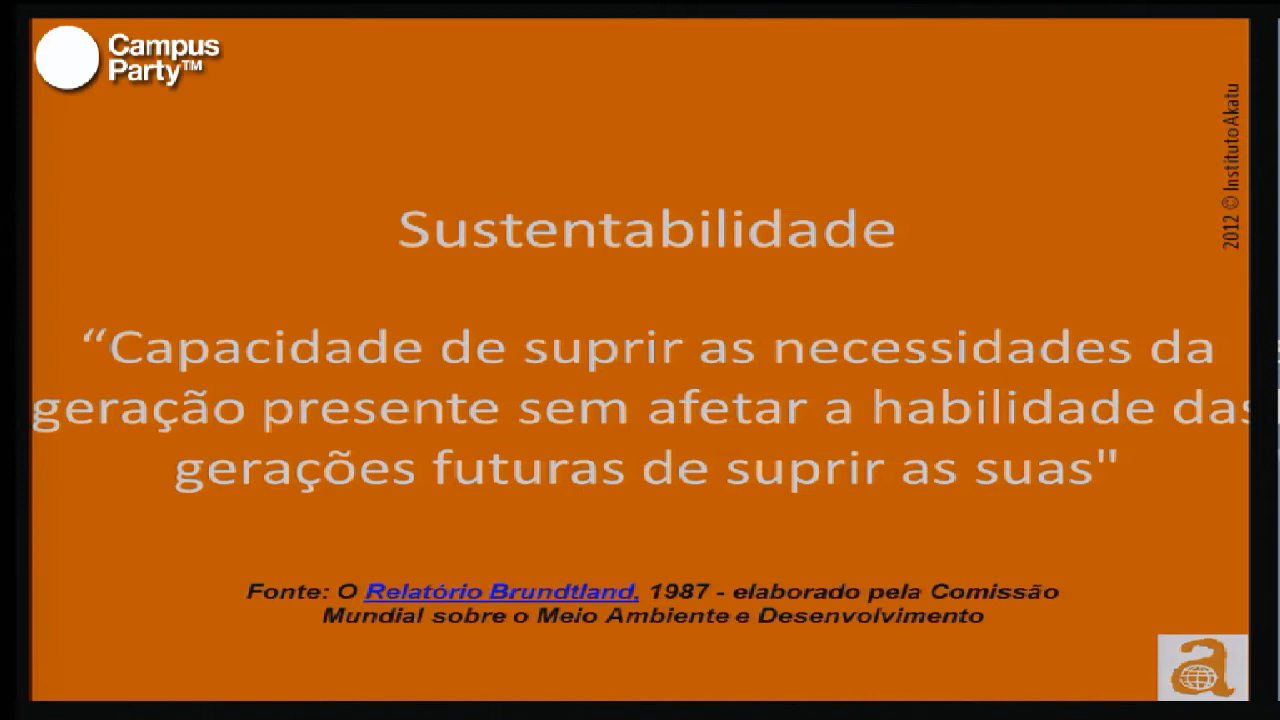 Campus
Party™
2012 © Instituto Akatu
Sustentabilidade
“Capacidade de suprir as necessidades da
geração presente sem afetar a habilidade das
gerações futuras de suprir as suas"
Fonte: O Relatório Brundtland, 1987 - elaborado pela Comissão
Mundial sobre o Meio Ambiente e Desenvolvimento
a